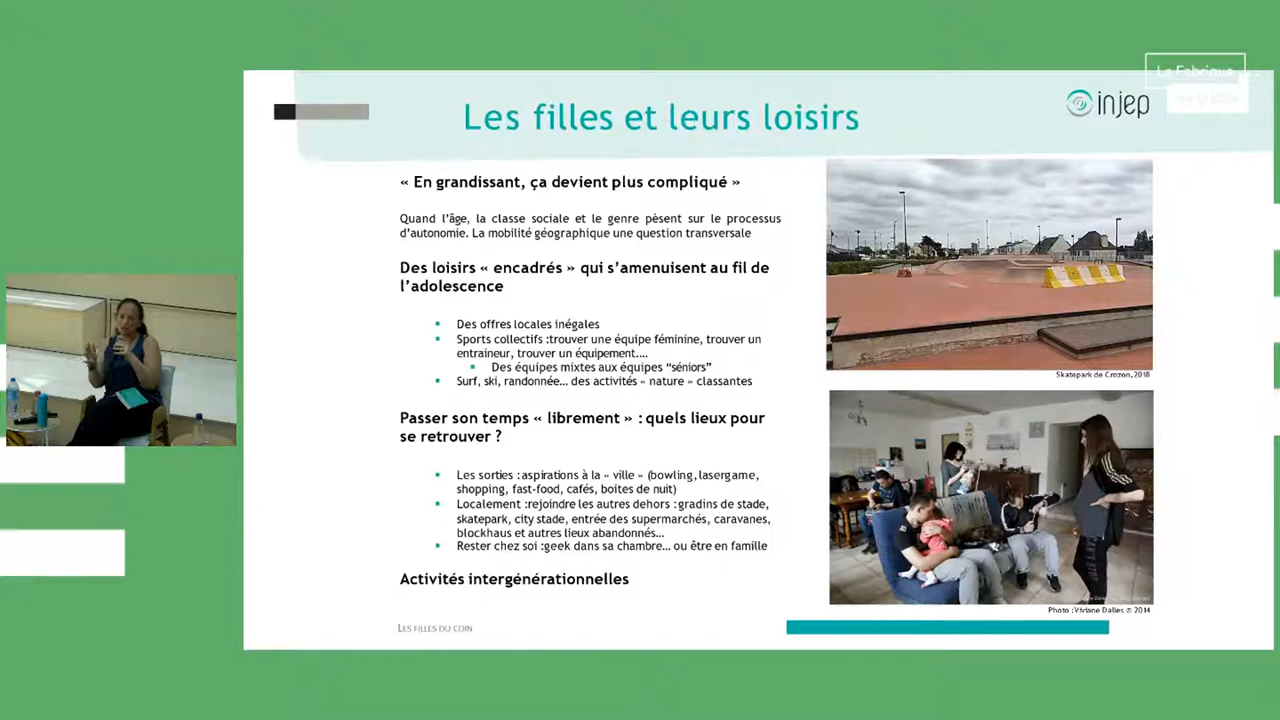 La Fabrique
Les filles et leurs loisirs
injep
« En grandissant, ça devient plus compliqué »
Quand l'âge, la classe sociale et le genre pèsent sur le processus
d'autonomie. La mobilité géographique une question transversale
Des loisirs « encadrés » qui s'amenuisent au fil de
l'adolescence
Des offres locales inégales
Sports collectifs :trouver une équipe féminine, trouver un
entraineur, trouver un équipement….
Des équipes mixtes aux équipes “séniors”
Surf, ski, randonnée… des activités « nature » classantes
Skatepark de Crozon, 2018
Passer son temps « librement » : quels lieux pour
se retrouver ?
Les sorties : aspirations à la « ville » (bowling, lasergame,
shopping, fast-food, cafés, boites de nuit)
Localement :rejoindre les autres dehors : gradins de stade,
skatepark, city stade, entrée des supermarchés, caravanes,
blockhaus et autres lieux abandonnés…
Rester chez soi :geek dans sa chambre… ou être en famille
Activités intergénérationnelles
Photo : Viviane Dalles © 2014
LES FILLES DU COIN